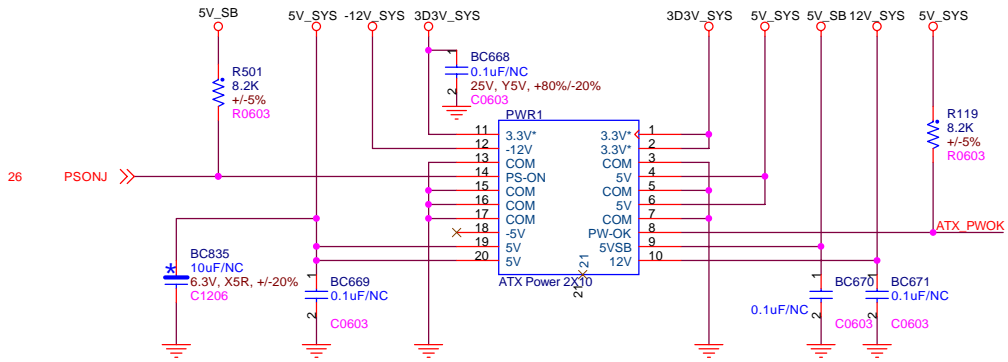 5V_SB
5V_SYS
-12V_SYS
3D3V_SYS
3D3V_SYS
5V_SYS
5V_SB
12V_SYS
5V_SYS
R501
8.2K
+/-5%
R0603
1
BC668
0.1uF/NC
25V, Y5V, +80%/-20%
2
C0603
R119
8.2K
+/-5%
R0603
PWR1
11 3.3V* 3.3V* 1
12 -12V 3.3V* 2
13 COM COM 3
14 PS-ON 5V 4
15 COM COM 5
16 COM 5V 6
17 COM COM 7
18 -5V PW-OK 8
19 5V 5VSB 9
20 5V 12V 10
ATX Power 2X10
21
21
26 PSONJ
ATX_PWOK
BC835
10uF/NC
6.3V, X5R, +/-20%
C1206
1
BC669
0.1uF/NC
2
C0603
1
BC670
0.1uF/NC
2
C0603
1
BC671
0.1uF/NC
2
C0603